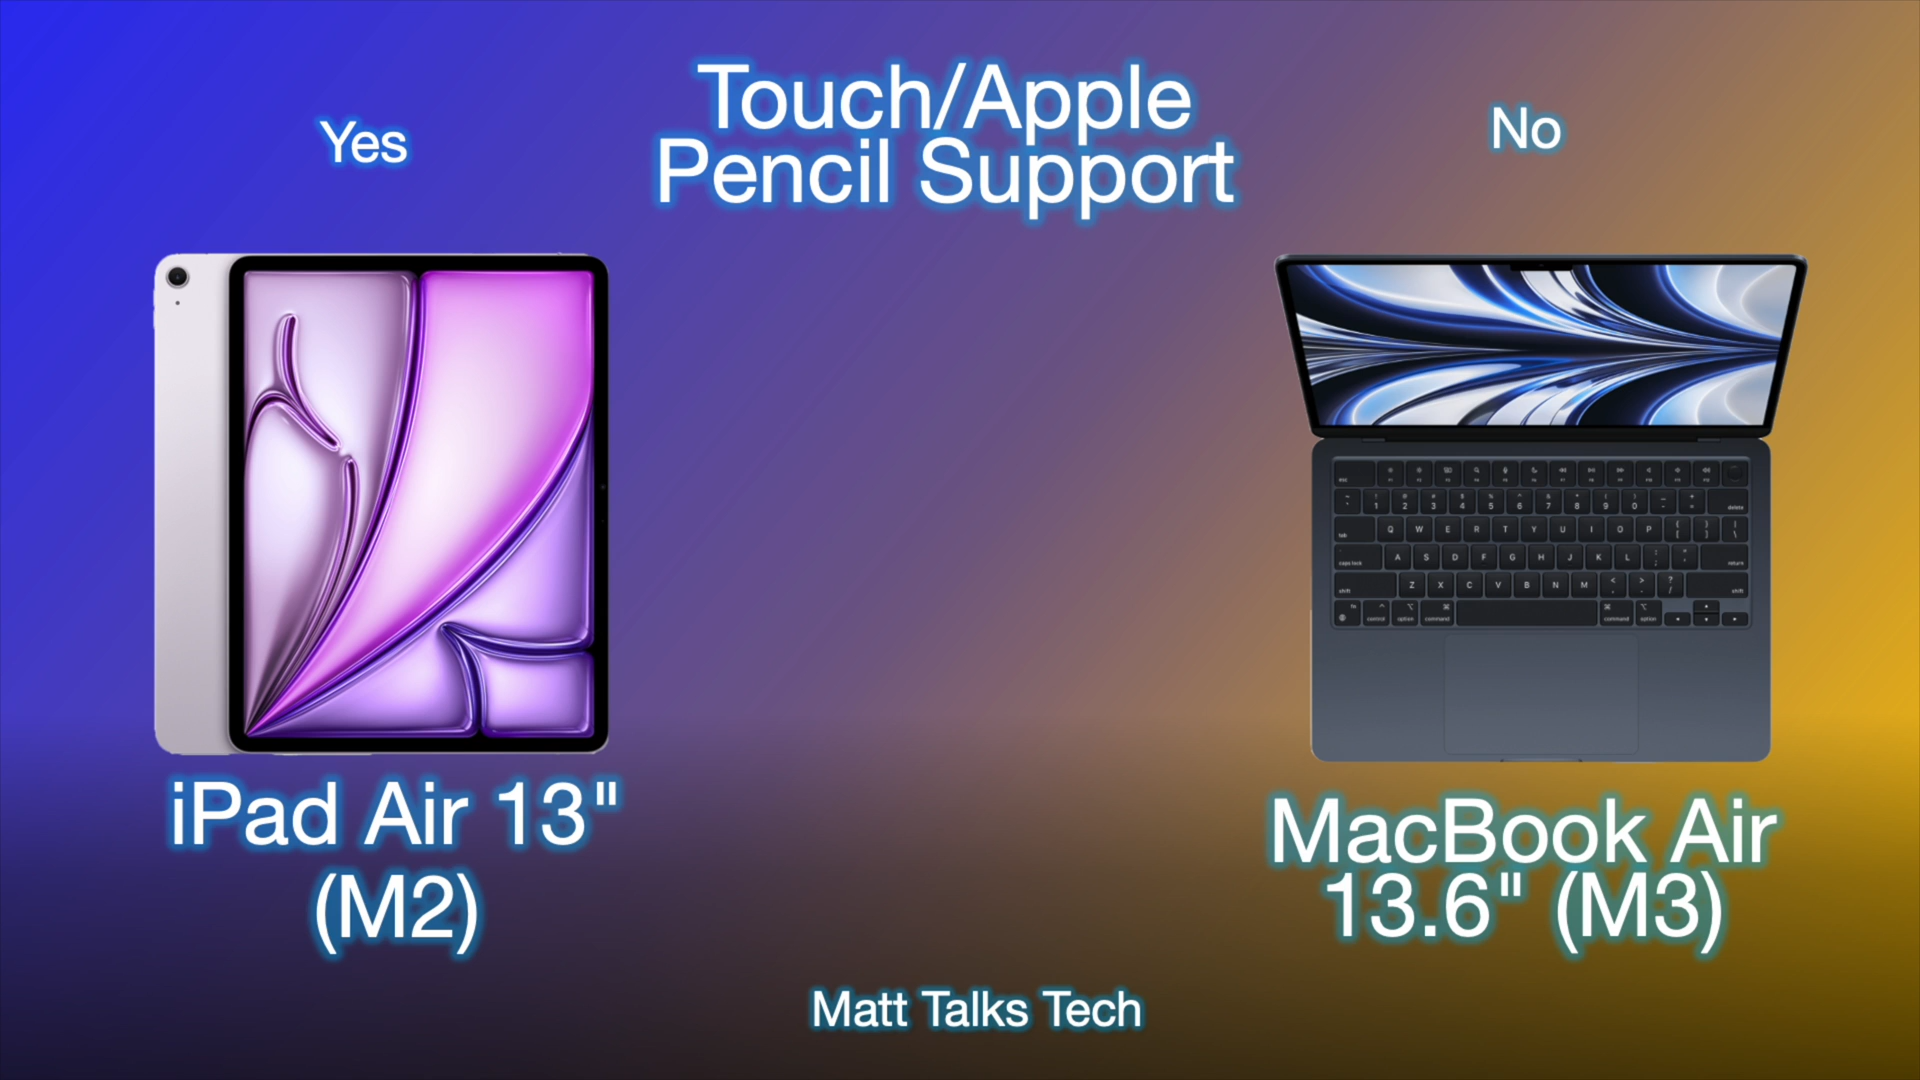 Touch/Apple
Pencil Support
Yes
No
iPad Air 13"
(M2)
MacBook Air
13.6" (M3)
Matt Talks Tech